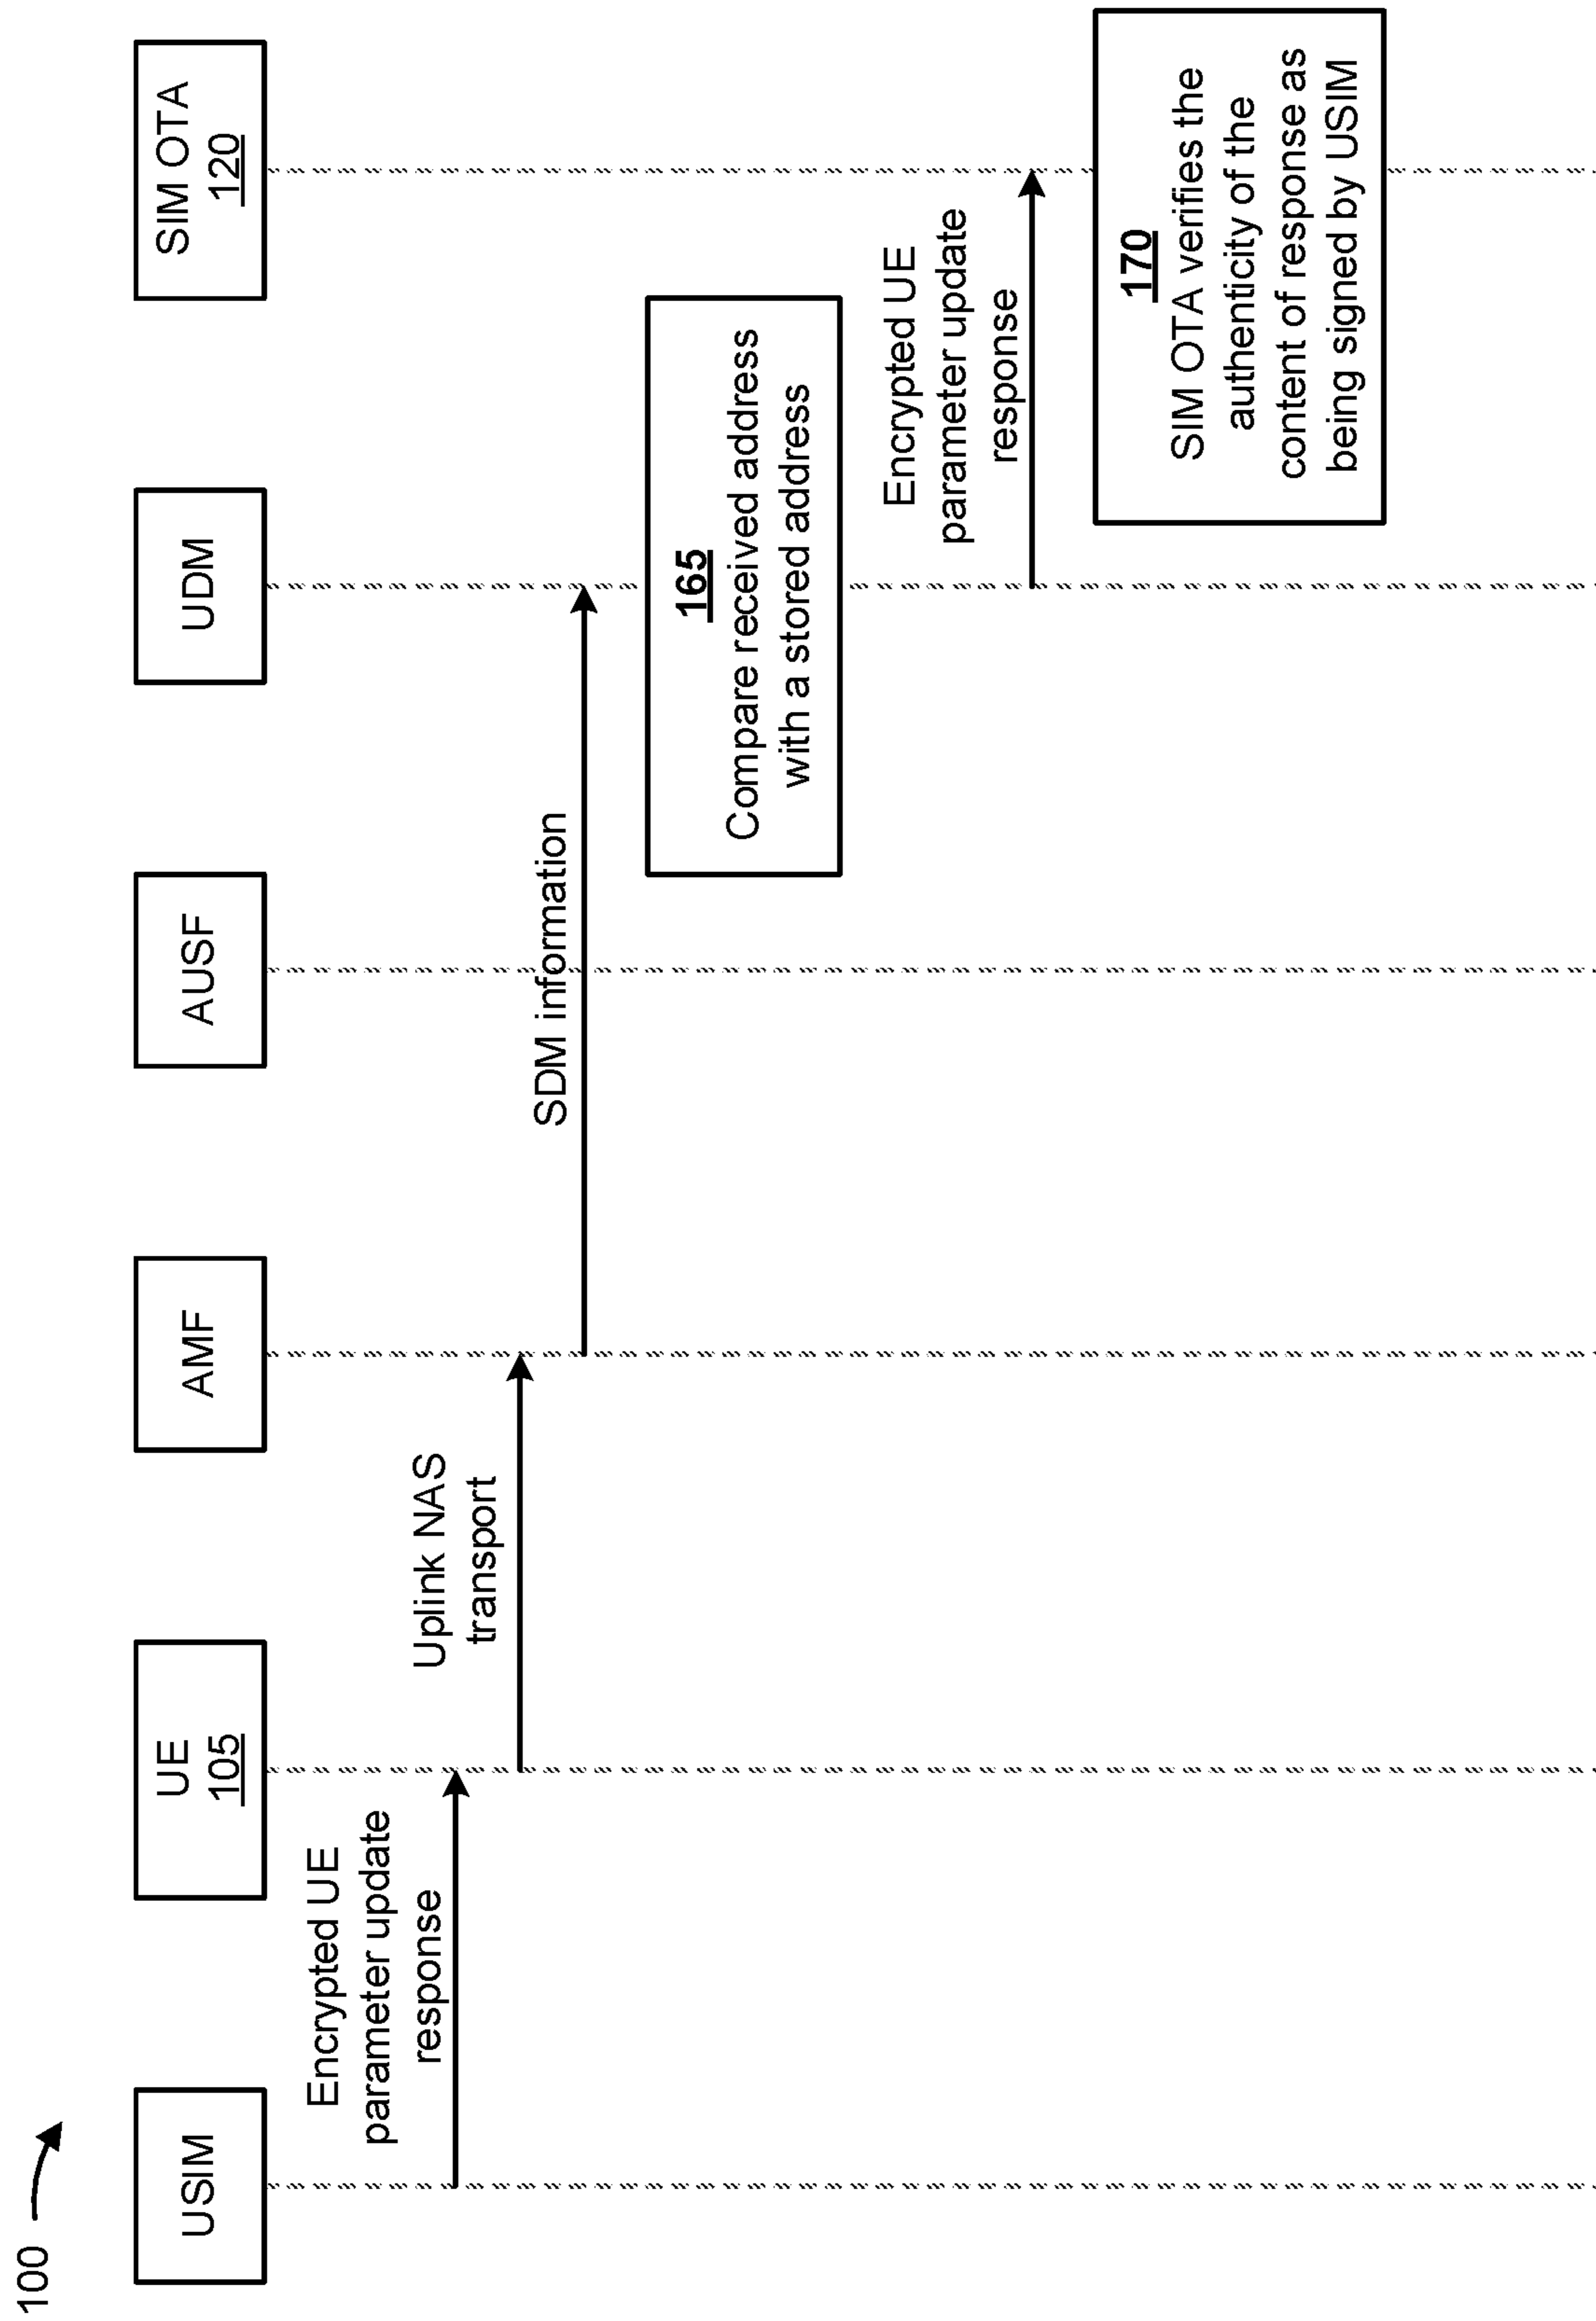 100
USIM
UE
105
AMF
AUSF
UDM
SIM OTA
120
Encrypted UE
parameter update
response
Uplink NAS
transport
SDM information
165
Compare received address
with a stored address
Encrypted UE
parameter update
response
170
SIM OTA verifies the
authenticity of the
content of response as
being signed by USIM